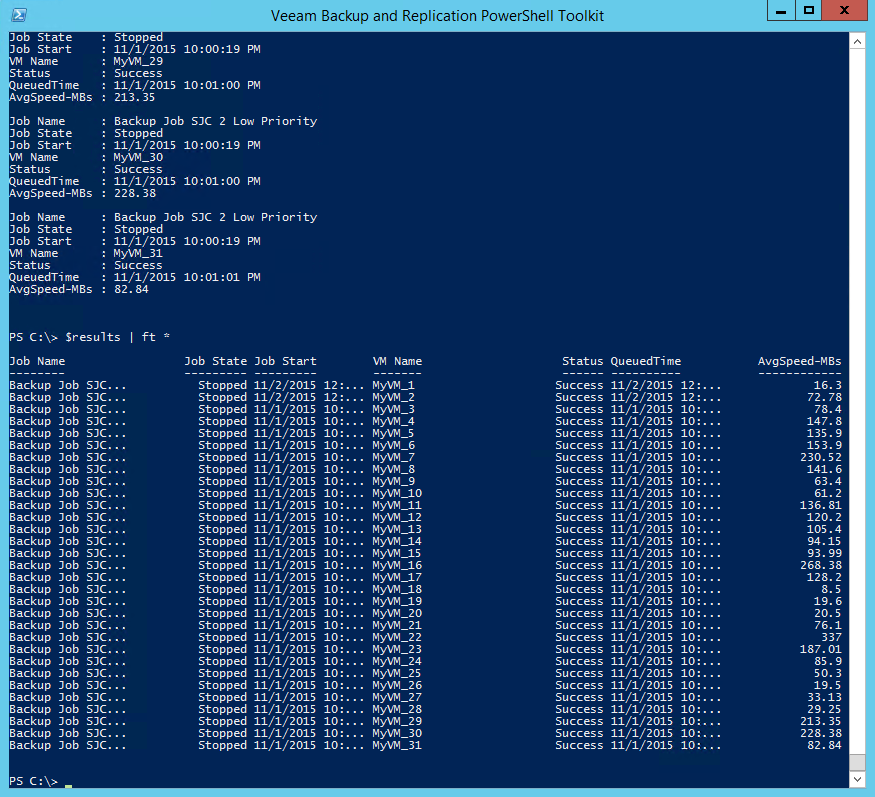 Veeam Backup and Replication PowerShell Toolkit
Job State    : Stopped
Job Start    : 11/1/2015 10:00:19 PM
VM Name      : MyVM_29
Status       : Success
QueuedTime   : 11/1/2015 10:01:00 PM
AvgSpeed-MBs : 213.35
Job Name     : Backup Job SJC 2 Low Priority
Job State    : Stopped
Job Start    : 11/1/2015 10:00:19 PM
VM Name      : MyVM_30
Status       : Success
QueuedTime   : 11/1/2015 10:01:00 PM
AvgSpeed-MBs : 228.38
Job Name     : Backup Job SJC 2 Low Priority
Job State    : Stopped
Job Start    : 11/1/2015 10:00:19 PM
VM Name      : MyVM_31
Status       : Success
QueuedTime   : 11/1/2015 10:01:01 PM
AvgSpeed-MBs : 82.84
PS C:\> $results | ft *
Job Name Job State Job Start VM Name Status QueuedTime AvgSpeed-MBs
-------- --------- --------- ------- ------ ---------- ------------
Backup Job SJC... Stopped 11/2/2015 12:... MyVM_1 Success 11/2/2015 12:... 16.3
Backup Job SJC... Stopped 11/2/2015 12:... MyVM_2 Success 11/2/2015 12:... 72.78
Backup Job SJC... Stopped 11/1/2015 10:... MyVM_3 Success 11/1/2015 10:... 78.4
Backup Job SJC... Stopped 11/1/2015 10:... MyVM_4 Success 11/1/2015 10:... 147.8
Backup Job SJC... Stopped 11/1/2015 10:... MyVM_5 Success 11/1/2015 10:... 135.9
Backup Job SJC... Stopped 11/1/2015 10:... MyVM_6 Success 11/1/2015 10:... 153.9
Backup Job SJC... Stopped 11/1/2015 10:... MyVM_7 Success 11/1/2015 10:... 230.52
Backup Job SJC... Stopped 11/1/2015 10:... MyVM_8 Success 11/1/2015 10:... 141.6
Backup Job SJC... Stopped 11/1/2015 10:... MyVM_9 Success 11/1/2015 10:... 63.4
Backup Job SJC... Stopped 11/1/2015 10:... MyVM_10 Success 11/1/2015 10:... 61.2
Backup Job SJC... Stopped 11/1/2015 10:... MyVM_11 Success 11/1/2015 10:... 136.81
Backup Job SJC... Stopped 11/1/2015 10:... MyVM_12 Success 11/1/2015 10:... 120.2
Backup Job SJC... Stopped 11/1/2015 10:... MyVM_13 Success 11/1/2015 10:... 105.4
Backup Job SJC... Stopped 11/1/2015 10:... MyVM_14 Success 11/1/2015 10:... 94.15
Backup Job SJC... Stopped 11/1/2015 10:... MyVM_15 Success 11/1/2015 10:... 93.99
Backup Job SJC... Stopped 11/1/2015 10:... MyVM_16 Success 11/1/2015 10:... 268.38
Backup Job SJC... Stopped 11/1/2015 10:... MyVM_17 Success 11/1/2015 10:... 128.2
Backup Job SJC... Stopped 11/1/2015 10:... MyVM_18 Success 11/1/2015 10:... 8.5
Backup Job SJC... Stopped 11/1/2015 10:... MyVM_19 Success 11/1/2015 10:... 19.6
Backup Job SJC... Stopped 11/1/2015 10:... MyVM_20 Success 11/1/2015 10:... 20.5
Backup Job SJC... Stopped 11/1/2015 10:... MyVM_21 Success 11/1/2015 10:... 76.1
Backup Job SJC... Stopped 11/1/2015 10:... MyVM_22 Success 11/1/2015 10:... 337
Backup Job SJC... Stopped 11/1/2015 10:... MyVM_23 Success 11/1/2015 10:... 187.01
Backup Job SJC... Stopped 11/1/2015 10:... MyVM_24 Success 11/1/2015 10:... 85.9
Backup Job SJC... Stopped 11/1/2015 10:... MyVM_25 Success 11/1/2015 10:... 50.3
Backup Job SJC... Stopped 11/1/2015 10:... MyVM_26 Success 11/1/2015 10:... 19.5
Backup Job SJC... Stopped 11/1/2015 10:... MyVM_27 Success 11/1/2015 10:... 33.13
Backup Job SJC... Stopped 11/1/2015 10:... MyVM_28 Success 11/1/2015 10:... 29.25
Backup Job SJC... Stopped 11/1/2015 10:... MyVM_29 Success 11/1/2015 10:... 213.35
Backup Job SJC... Stopped 11/1/2015 10:... MyVM_30 Success 11/1/2015 10:... 228.38
Backup Job SJC... Stopped 11/1/2015 10:... MyVM_31 Success 11/1/2015 10:... 82.84
PS C:\> _